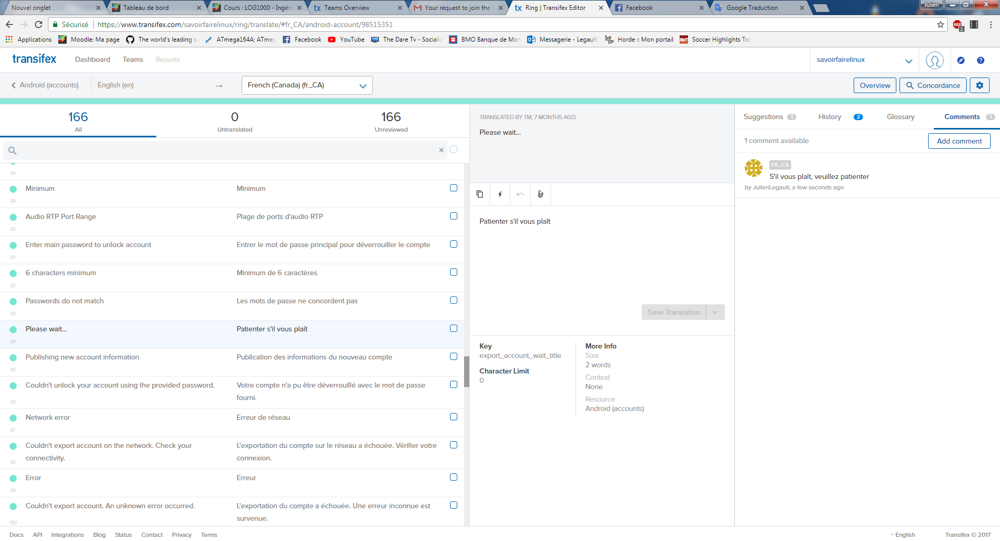 Nouvel onglet
Tableau de bord
Cours : LOG1000 - Ingén
Teams Overview
Your request to join the
Ring | Transifex Editor
Facebook
Google Traduction
Julien
Sécurisé
https://www.transifex.com/savoirfairelinux/ring/translate/#fr_CA/android-account/98515351
ABP
2
Applications
Moodle: Ma page
The world's leading s
ATmega164A; ATmeg
Facebook
YouTube
The Dare Tv - Socializ
BMO Banque de Mon
Messagerie - Legault
Horde :: Mon portail
Soccer Highlights Tod
transifex
Dashboard
Teams
Reports
savoirfairelinux
Android (accounts)
English (en)
→
French (Canada) (fr_CA)
Overview
Concordance
166
All
0
Untranslated
166
Unreviewed
88
Minimum
Minimum
89
Audio RTP Port Range
Plage de ports d'audio RTP
90
Enter main password to unlock account
Entrer le mot de passe principal pour déverrouiller le compte
91
6 characters minimum
Minimum de 6 caractères
92
Passwords do not match
Les mots de passe ne concordent pas
93
Please wait...
Patienter s'il vous plaît
94
Publishing new account information
Publication des informations du nouveau compte
95
Couldn't unlock your account using the provided password.
Votre compte n'a pu être déverrouillé avec le mot de passe
fourni.
96
Network error
Erreur de réseau
97
Couldn't export account on the network. Check your
connectivity.
L'exportation du compte sur le réseau a échouée. Vérifier votre
connexion.
98
Error
Erreur
99
Couldn't export account. An unknown error occurred.
L'exportation du compte a échouée. Une erreur inconnue est
survenue.
100
TRANSLATED BY TM, 7 MONTHS AGO.
Please wait...
Patienter s'il vous plaît
Save Translation
Key
export_account_wait_title
Character Limit
0
More Info
Size
2 words
Context
None
Resource
Android (accounts)
Suggestions 1
History 2
Glossary
Comments 1
1 comment available
Add comment
FR_CA
S'il vous plaît, veuillez patienter
by JulienLegault, a few seconds ago
Docs
API
Integrations
Blog
Status
Contact
Privacy
Terms
English
Transifex © 2017